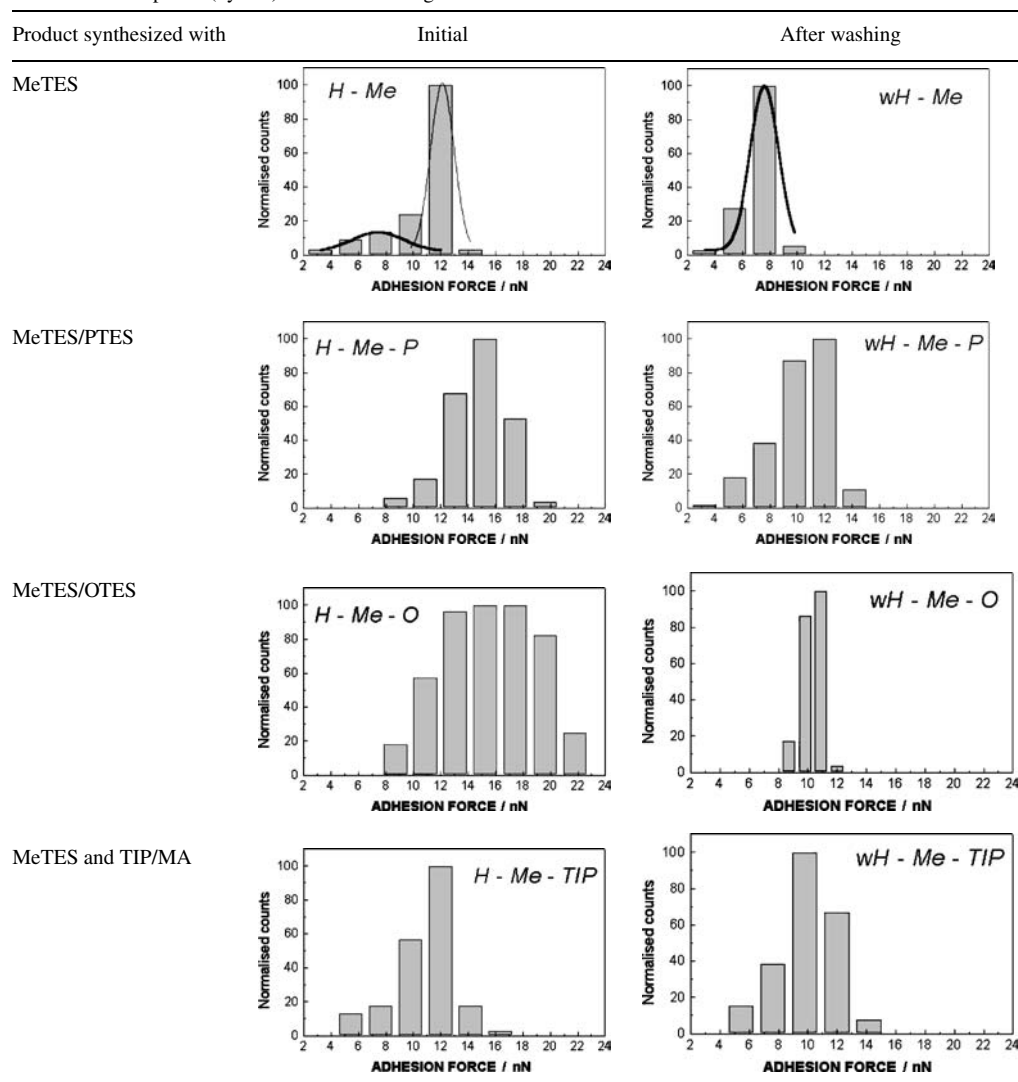 Product synthesized with Initial After washing
MeTES
H - Me
Normalised counts
100
80
60
40
20
0
2 4 6 8 10 12 14 16 18 20 22 24
ADHESION FORCE / nN
wH - Me
Normalised counts
100
80
60
40
20
0
2 4 6 8 10 12 14 16 18 20 22 24
ADHESION FORCE / nN
MeTES/PTES
H - Me - P
Normalised counts
100
80
60
40
20
0
2 4 6 8 10 12 14 16 18 20 22 24
ADHESION FORCE / nN
wH - Me - P
Normalised counts
100
80
60
40
20
0
2 4 6 8 10 12 14 16 18 20 22 24
ADHESION FORCE / nN
MeTES/OTES
H - Me - O
Normalised counts
100
80
60
40
20
0
2 4 6 8 10 12 14 16 18 20 22 24
ADHESION FORCE / nN
wH - Me - O
Normalised counts
100
80
60
40
20
0
2 4 6 8 10 12 14 16 18 20 22 24
ADHESION FORCE / nN
MeTES and TIP/MA
H - Me - TIP
Normalised counts
100
80
60
40
20
0
2 4 6 8 10 12 14 16 18 20 22 24
ADHESION FORCE / nN
wH - Me - TIP
Normalised counts
100
80
60
40
20
0
2 4 6 8 10 12 14 16 18 20 22 24
ADHESION FORCE / nN